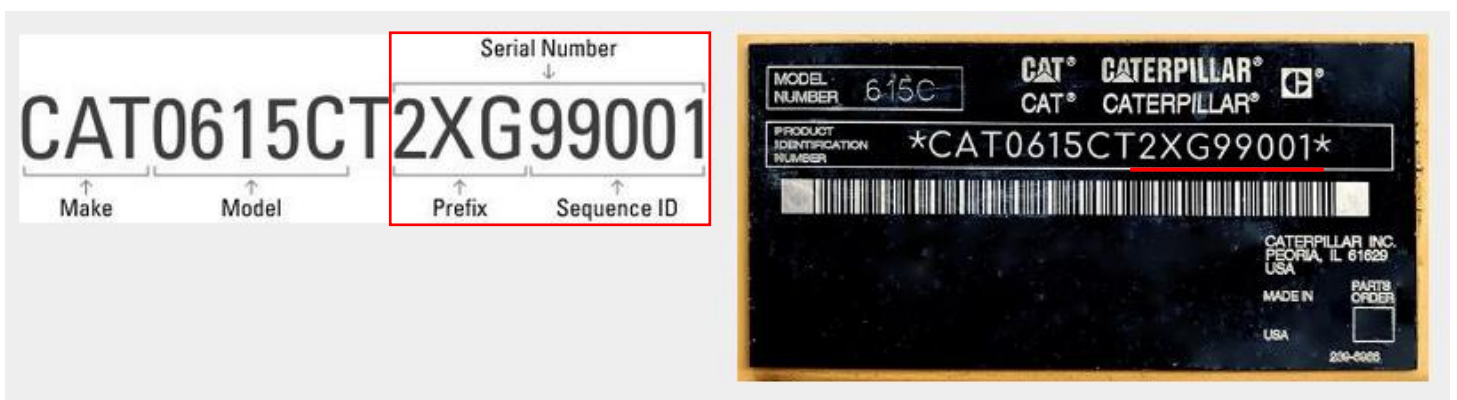 Serial Number
CAT0615CT2XG99001
Make Model Prefix Sequence ID
MODEL NUMBER 615C
CAT® CATERPILLAR®
CAT® CATERPILLAR®
PRODUCT IDENTIFICATION NUMBER *CAT0615CT2XG99001*
CATERPILLAR INC.
PEORIA, IL 61629
USA
MADE IN
PARTS ORDER
USA